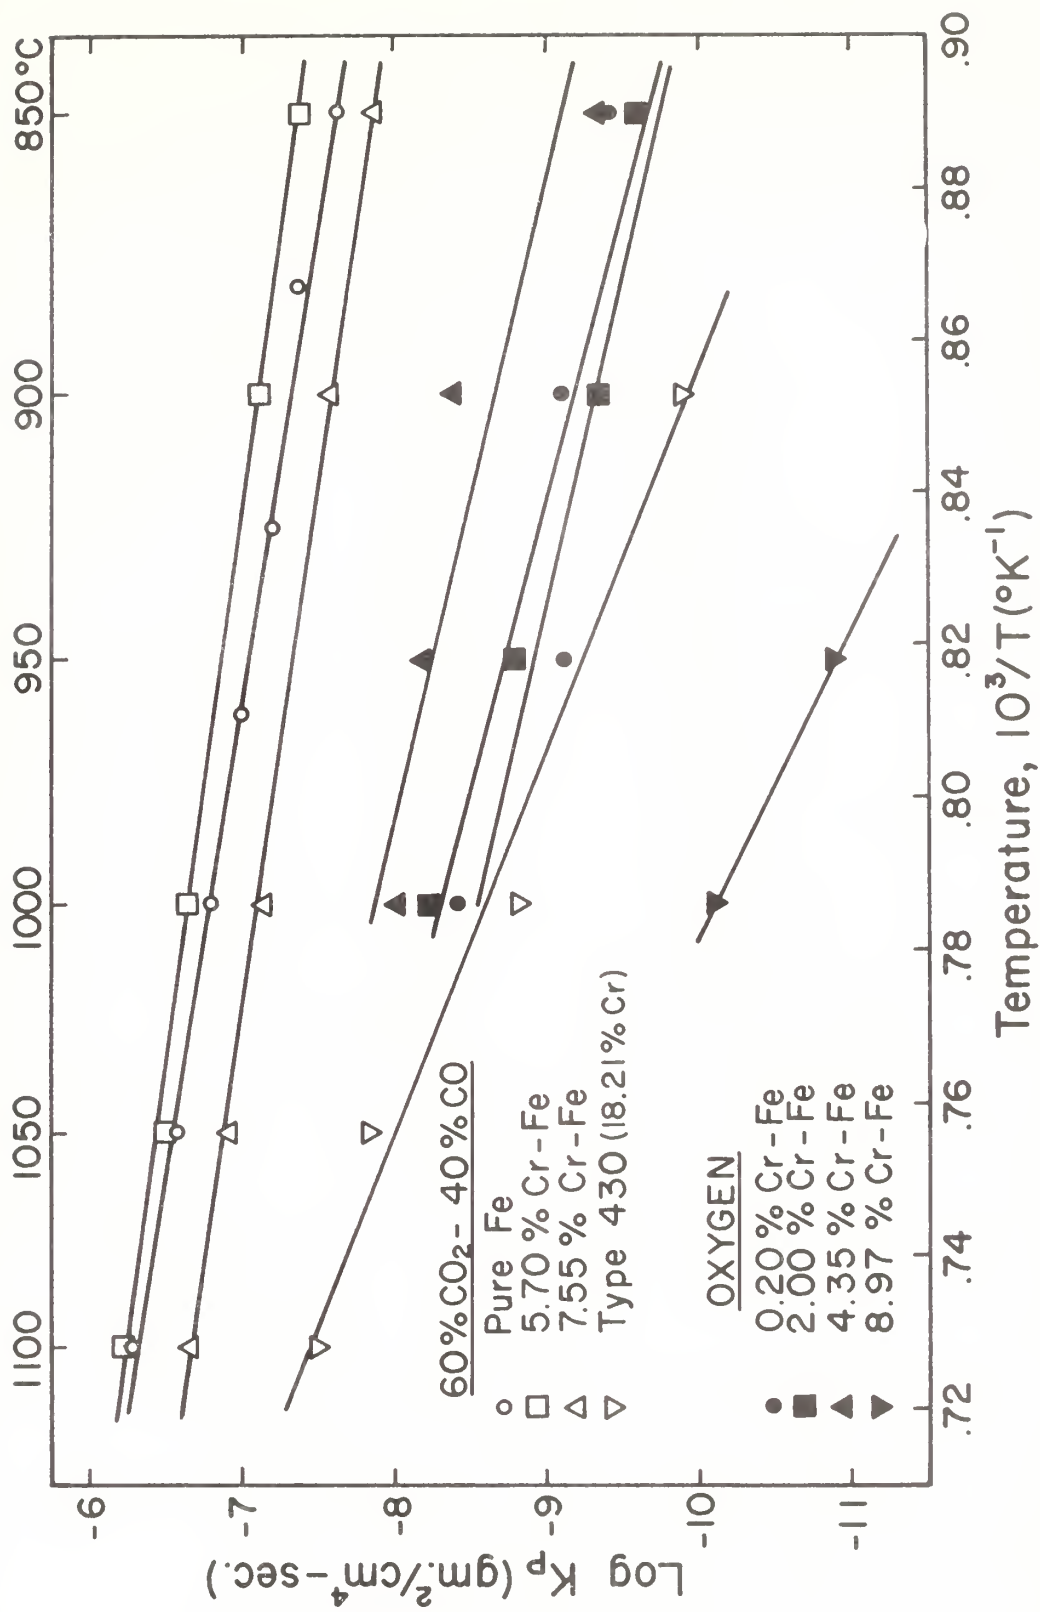 1100 1050 1000 950 900 850°C
-6
-7
-8
-9
-10
-11
Log Kp (gm.²/cm⁴-sec.)
60%CO₂-40%CO
Pure Fe
5.70 % Cr-Fe
7.55 % Cr-Fe
Type 430 (18.21% Cr)
OXYGEN
0.20 % Cr-Fe
2.00 % Cr-Fe
4.35 % Cr-Fe
8.97 % Cr-Fe
.72 .74 .76 .78 .80 .82 .84 .86 .88 .90
Temperature, 10³/T (°K⁻¹)